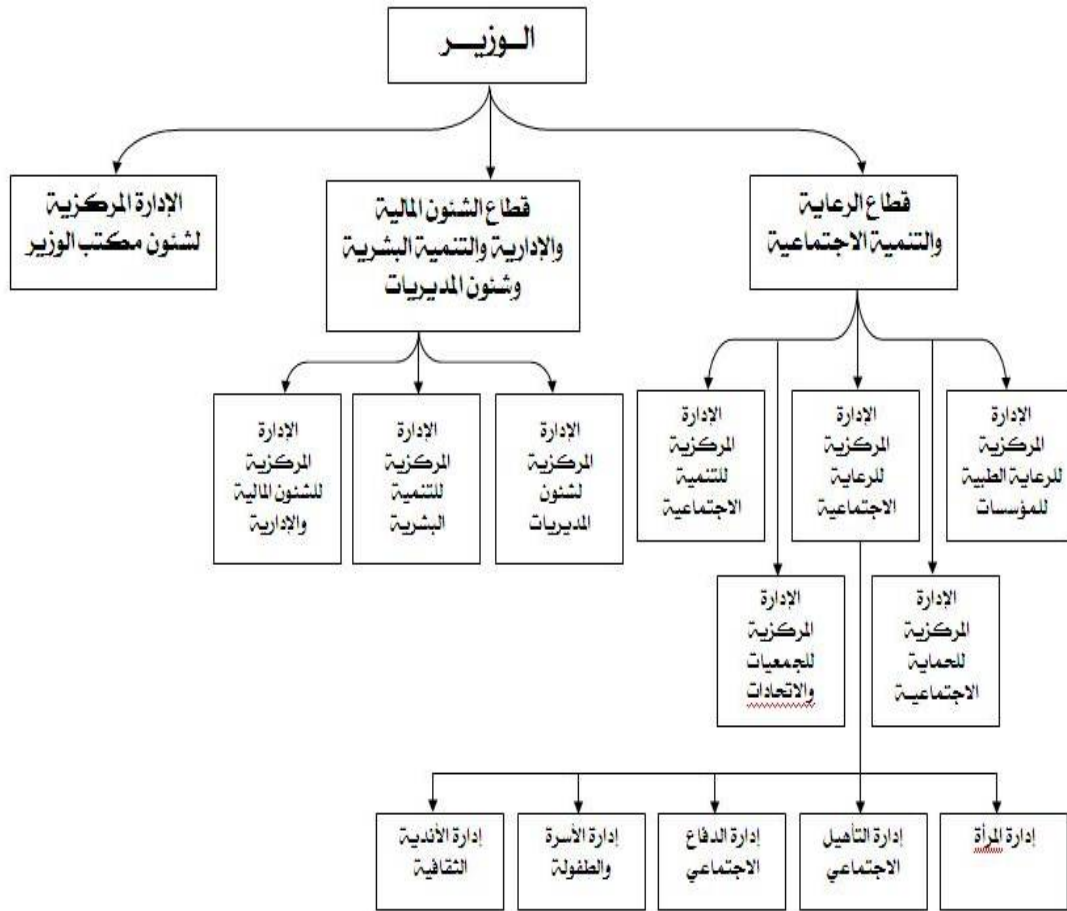 الـوزيـــر
قطاع الرعاية
والتنمية الاجتماعية
قطاع الشئون المالية
والإدارية والتنمية البشرية
وشئون المديريات
الإدارة المركزية
لشئون مكتب الوزير
الإدارة
المركزية
للرعاية الطبية
للمؤسسات
الإدارة
المركزية
للرعاية
الاجتماعية
الإدارة
المركزية
للتنمية
الاجتماعية
الإدارة
المركزية
لشئون
المديريات
الإدارة
المركزية
للتنمية
البشرية
الإدارة
المركزية
للشئون المالية
والإدارية
الإدارة
المركزية
للحماية
الاجتماعية
الإدارة
المركزية
للجمعيات
والاتحادات
إدارة المرأة
إدارة التأهيل
الاجتماعي
إدارة الدفاع
الاجتماعي
إدارة الأسرة
والطفولة
إدارة الأندية
الثقافية